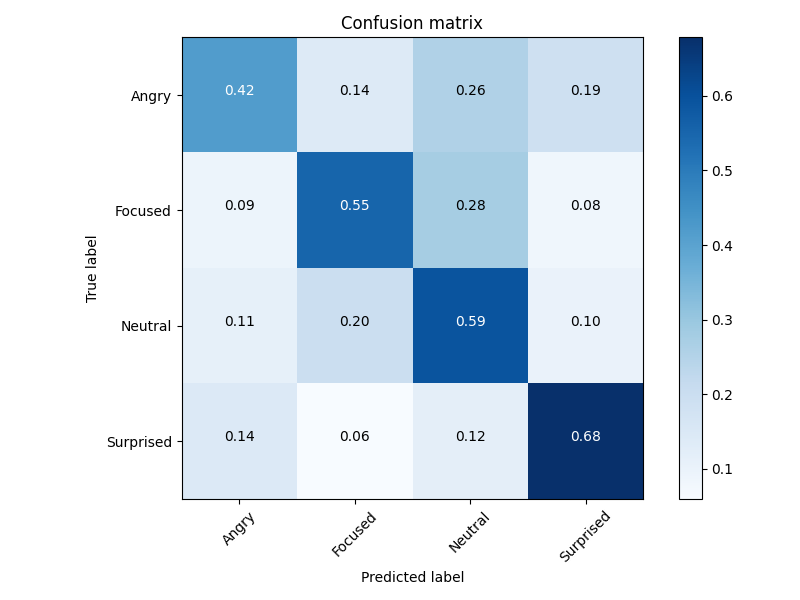 Confusion matrix
Angry 0.42 0.14 0.26 0.19
Focused 0.09 0.55 0.28 0.08
Neutral 0.11 0.20 0.59 0.10
Surprised 0.14 0.06 0.12 0.68
Angry Focused Neutral Surprised
Predicted label
True label
0.6
0.5
0.4
0.3
0.2
0.1